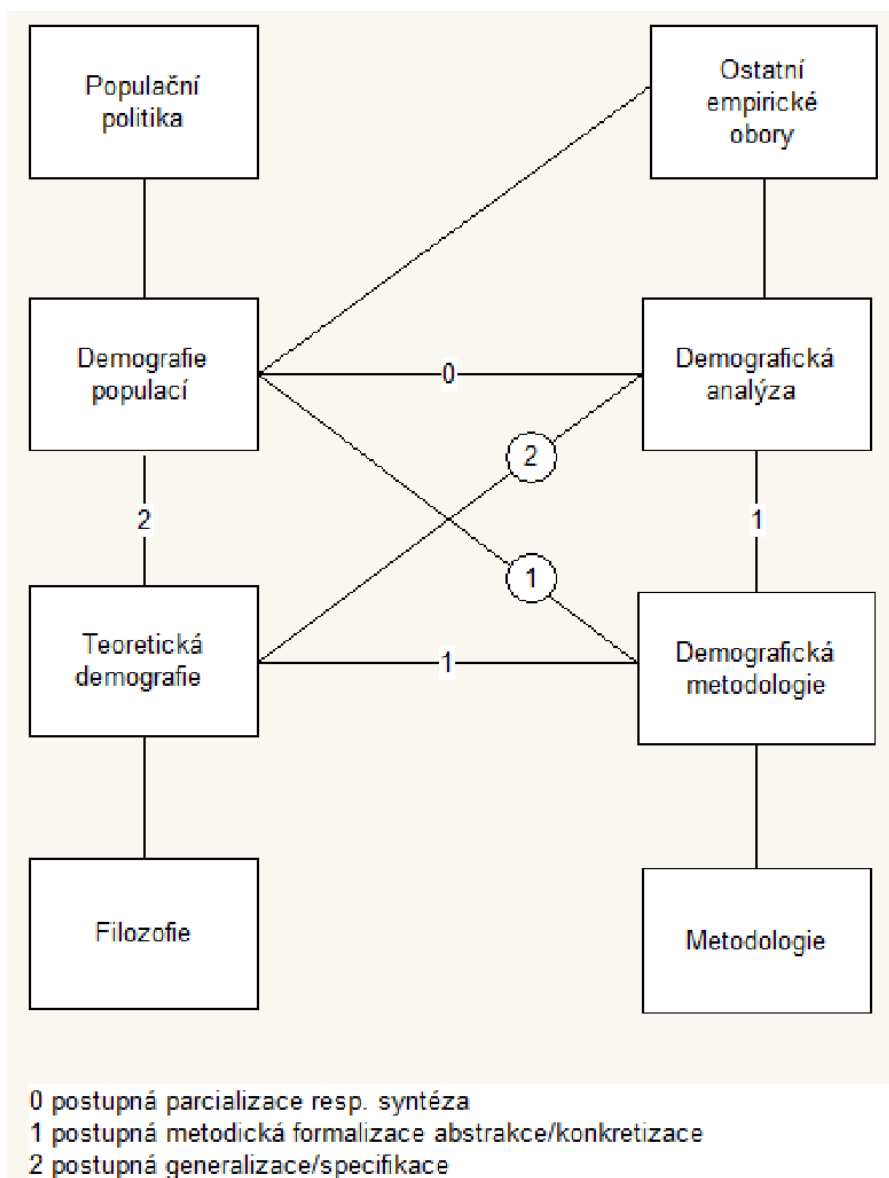 Populační
politika
Ostatní
empirické
obory
Demografie
populací
0
Demografická
analýza
2
2
1
1
Teoretická
demografie
1
Demografická
metodologie
Filozofie
Metodologie
0 postupná parcializace resp. syntéza
1 postupná metodická formalizace abstrakce/konkretizace
2 postupná generalizace/specifikace